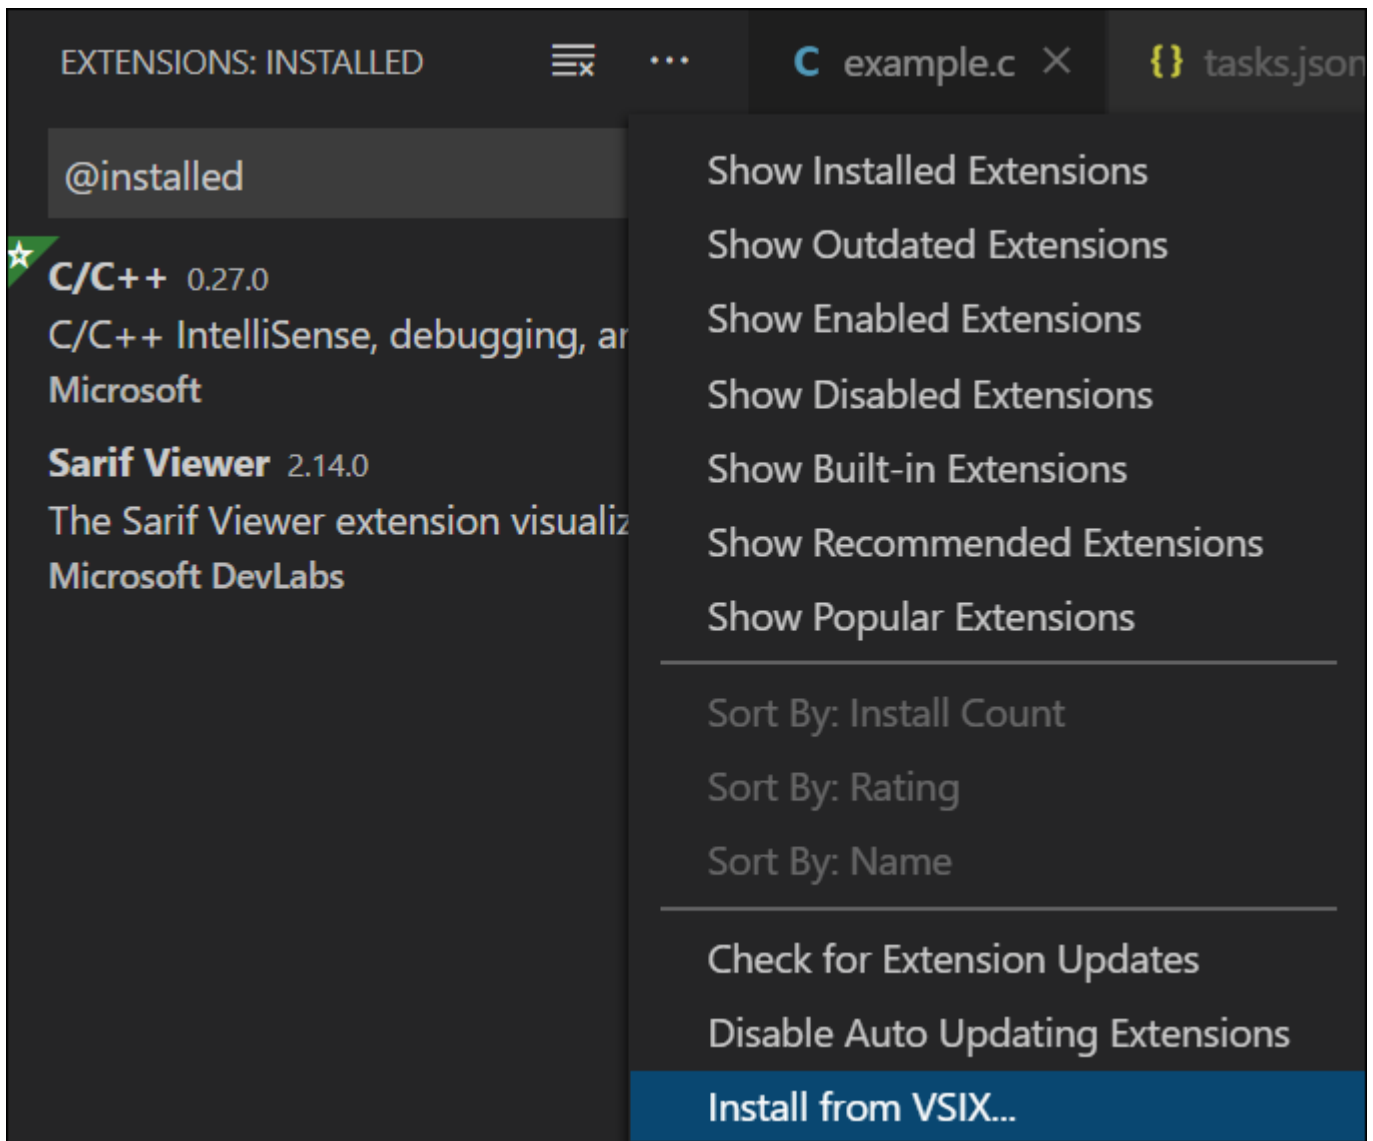 EXTENSIONS: INSTALLED
C example.c
{} tasks.json
@installed
C/C++ 0.27.0
C/C++ IntelliSense, debugging, ar
Microsoft
Sarif Viewer 2.14.0
The Sarif Viewer extension visualiz
Microsoft DevLabs
Show Installed Extensions
Show Outdated Extensions
Show Enabled Extensions
Show Disabled Extensions
Show Built-in Extensions
Show Recommended Extensions
Show Popular Extensions
Sort By: Install Count
Sort By: Rating
Sort By: Name
Check for Extension Updates
Disable Auto Updating Extensions
Install from VSIX...